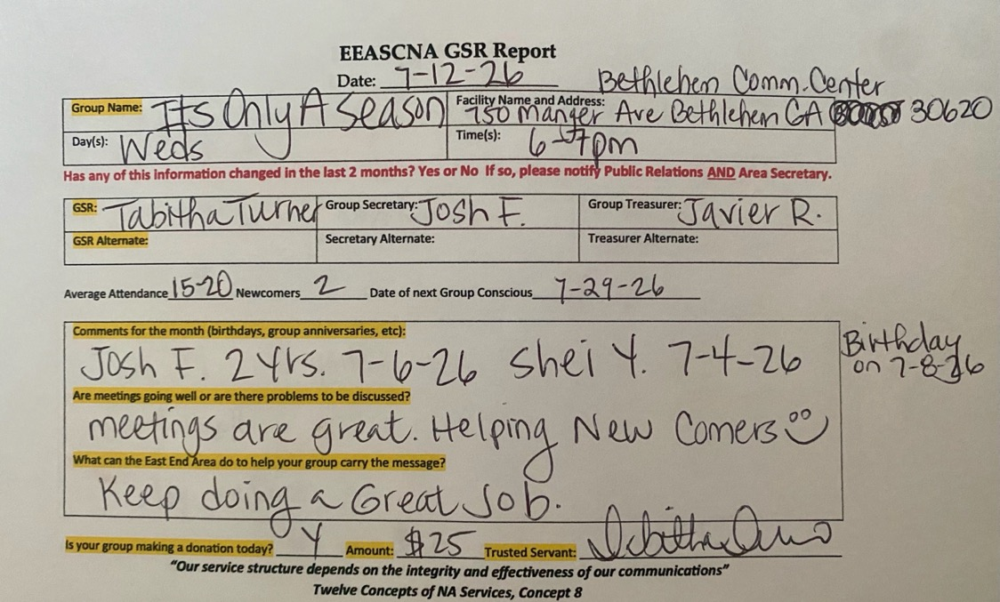 EEASCNA GSR Report
Date: 7-12-26
Bethlehem Comm. Center
Group Name: Its Only A Season
Facility Name and Address: 750 Manger Ave Bethlehem GA 30620
Day(s): Weds
Time(s): 6-7pm
Has any of this information changed in the last 2 months? Yes or No If so, please notify Public Relations AND Area Secretary.
GSR: Tabitha Turner Group Secretary: Josh F. Group Treasurer: Javier R.
GSR Alternate: Secretary Alternate: Treasurer Alternate:
Average Attendance 15-20 Newcomers 2 Date of next Group Conscious 7-29-26
Comments for the month (birthdays, group anniversaries, etc):
Josh F. 2 Yrs. 7-6-26 Shei Y. 7-4-26
Birthday
on 7-8-26
Are meetings going well or are there problems to be discussed?
meetings are great. Helping New Comers
What can the East End Area do to help your group carry the message?
Keep doing a Great Job.
Is your group making a donation today? Y Amount: $25 Trusted Servant:
"Our service structure depends on the integrity and effectiveness of our communications"
Twelve Concepts of NA Services, Concept 8